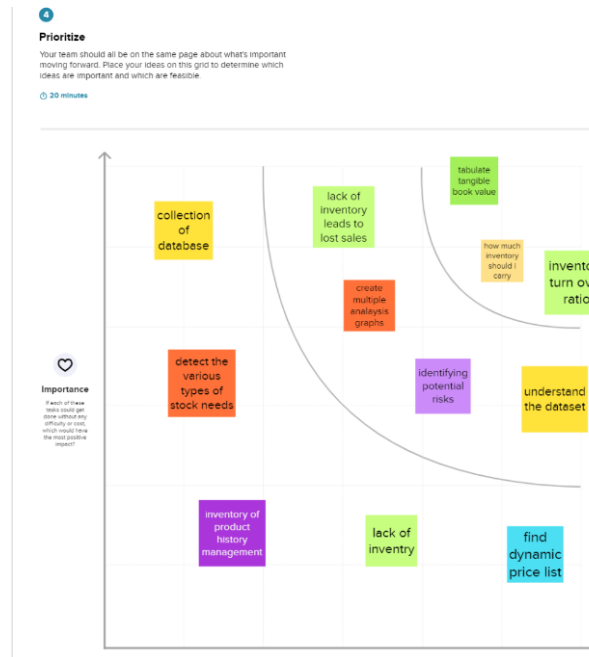 4
Prioritize
Your team should all be on the same page about what's important
moving forward. Place your ideas on this grid to determine which
ideas are important and which are feasible.
20 minutes
tabulate
tangible
book value
lack of
inventory
leads to
lost sales
collection
of
database
how much
inventory
should i
carry
invento
turn ov
ratio
create
multiple
analaysis
graphs
detect the
various
types of
stock needs
identifying
potential
risks
understand
the dataset
Importance
If each of these
tasks could get
done without any
difficulty or cost,
which would have
the most positive
impact?
inventory of
product
history
management
lack of
inventry
find
dynamic
price list